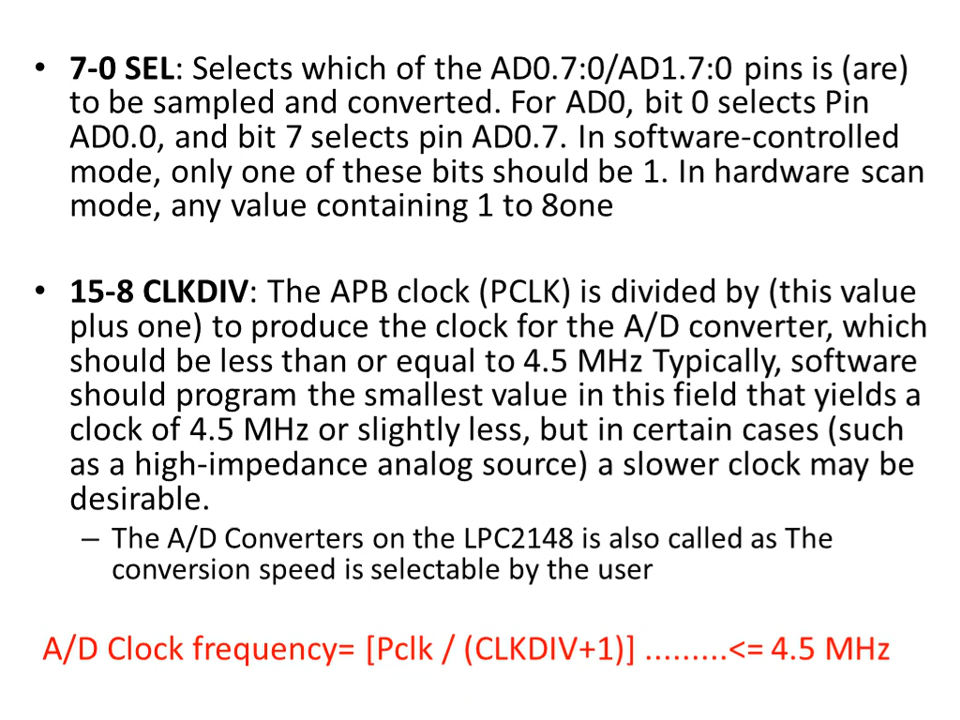 • 7-0 SEL: Selects which of the AD0.7:0/AD1.7:0 pins is (are)
to be sampled and converted. For AD0, bit 0 selects Pin
AD0.0, and bit 7 selects pin AD0.7. In software-controlled
mode, only one of these bits should be 1. In hardware scan
mode, any value containing 1 to 8one
• 15-8 CLKDIV: The APB clock (PCLK) is divided by (this value
plus one) to produce the clock for the A/D converter, which
should be less than or equal to 4.5 MHz Typically, software
should program the smallest value in this field that yields a
clock of 4.5 MHz or slightly less, but in certain cases (such
as a high-impedance analog source) a slower clock may be
desirable.
– The A/D Converters on the LPC2148 is also called as The
conversion speed is selectable by the user
A/D Clock frequency= [Pclk / (CLKDIV+1)] .........<= 4.5 MHz